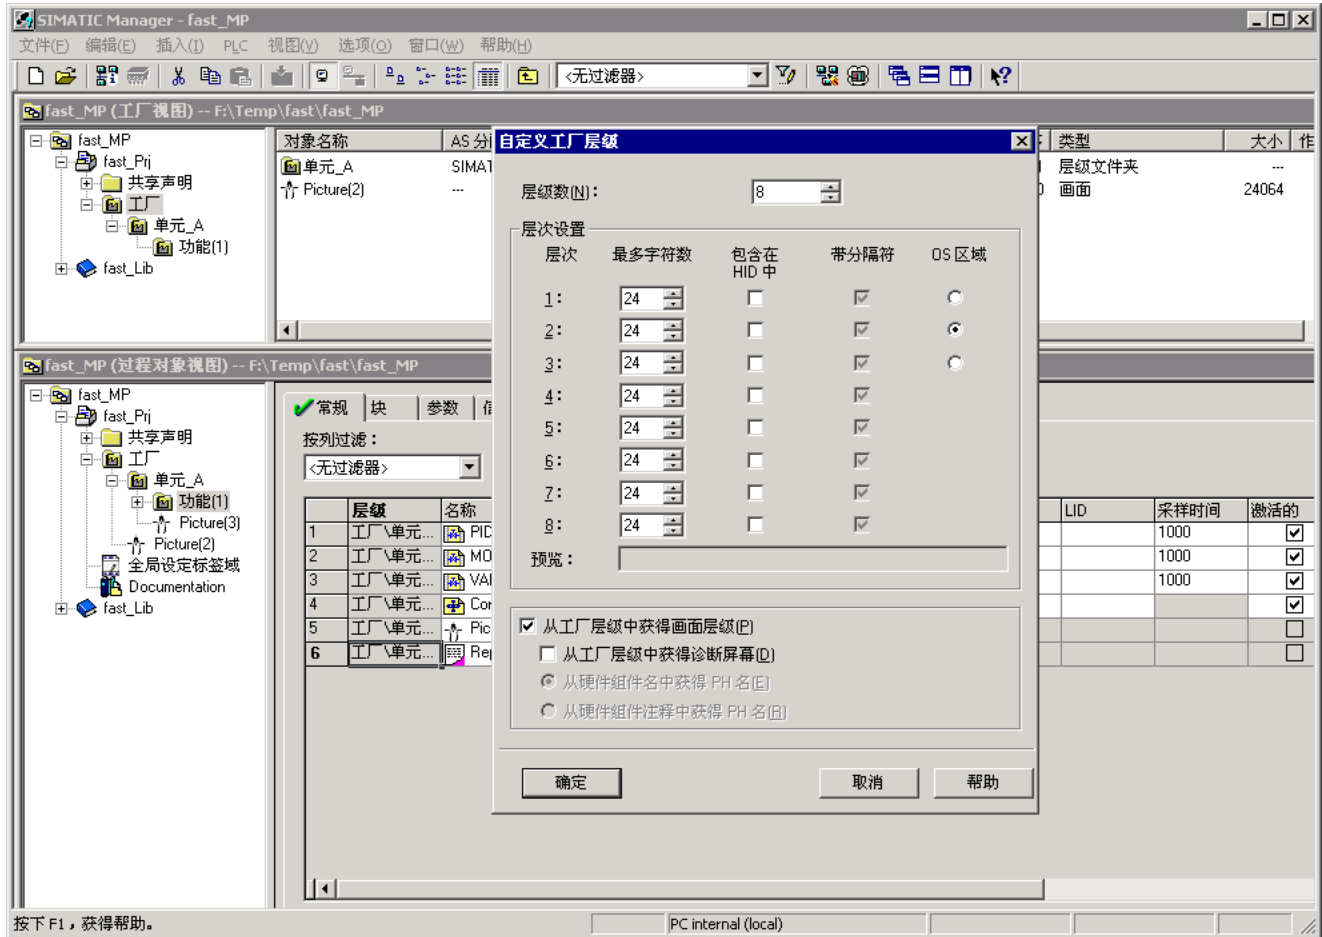 SIMATIC Manager - fast_MP
文件(F) 编辑(E) 插入(I) PLC 视图(V) 选项(O) 窗口(W) 帮助(H)
<无过滤器>
fast_MP (工厂视图) -- F:\Temp\fast\fast_MP
fast_MP
fast_Prj
共享声明
工厂
单元_A
功能(1)
fast_Lib
对象名称 AS 分 类型 大小 作
单元_A SIMA 层级文件夹 ---
Picture(2) --- 画面 24064
fast_MP (过程对象视图) -- F:\Temp\fast\fast_MP
fast_MP
fast_Prj
共享声明
工厂
单元_A
功能(1)
Picture(3)
Picture(2)
全局设定标签域
Documentation
fast_Lib
常规 块 参数
按列过滤：
<无过滤器>
层级 名称 LID 采样时间 激活的
1 工厂\单元... PID 1000
2 工厂\单元... MO 1000
3 工厂\单元... VAL 1000
4 工厂\单元... Cor
5 工厂\单元... Pic
6 工厂\单元... Rep
自定义工厂层级
层级数(N)： 8
层次设置
层次 最多字符数 包含在 HID 中 带分隔符 OS 区域
1： 24
2： 24
3： 24
4： 24
5： 24
6： 24
7： 24
8： 24
预览：
从工厂层级中获得画面层级(P)
从工厂层级中获得诊断屏幕(D)
从硬件组件名中获得 PH 名(E)
从硬件组件注释中获得 PH 名(R)
确定 取消 帮助
按下 F1，获得帮助。 PC internal (local)